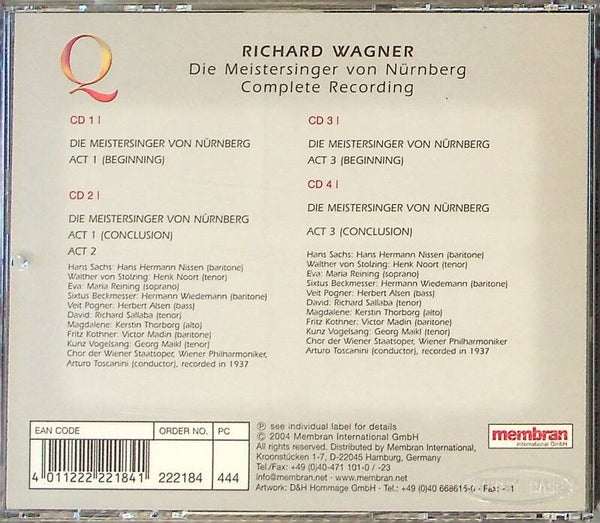 Q
RICHARD WAGNER
Die Meistersinger von Nürnberg
Complete Recording
CD 1 |
DIE MEISTERSINGER VON NÜRNBERG
ACT 1 (BEGINNING)
CD 2 |
DIE MEISTERSINGER VON NÜRNBERG
ACT 1 (CONCLUSION)
ACT 2
Hans Sachs: Hans Hermann Nissen (baritone)
Walther von Stolzing: Henk Noort (tenor)
Eva: Maria Reining (soprano)
Sixtus Beckmesser: Hermann Wiedemann (baritone)
Veit Pogner: Herbert Alsen (bass)
David: Richard Sallaba (tenor)
Magdalene: Kerstin Thorborg (alto)
Fritz Kothner: Victor Madin (baritone)
Kunz Vogelsang: Georg Maikl (tenor)
Chor der Wiener Staatsoper, Wiener Philharmoniker,
Arturo Toscanini (conductor), recorded in 1937
CD 3 |
DIE MEISTERSINGER VON NÜRNBERG
ACT 3 (BEGINNING)
CD 4 |
DIE MEISTERSINGER VON NÜRNBERG
ACT 3 (CONCLUSION)
Hans Sachs: Hans Hermann Nissen (baritone)
Walther von Stolzing: Henk Noort (tenor)
Eva: Maria Reining (soprano)
Sixtus Beckmesser: Hermann Wiedemann (baritone)
Veit Pogner: Herbert Alsen (bass)
David: Richard Sallaba (tenor)
Magdalene: Kerstin Thorborg (alto)
Fritz Kothner: Victor Madin (baritone)
Kunz Vogelsang: Georg Maikl (tenor)
Chor der Wiener Staatsoper, Wiener Philharmoniker,
Arturo Toscanini (conductor), recorded in 1937
EAN CODE
4 011222 221841
ORDER NO.
222184
PC
444
℗ see individual label for details
© 2004 Membran International GmbH
All rights reserved. Distributed by Membran International,
Kroonstücken 1-7, D-22045 Hamburg, Germany
Tel./Fax: +49 (0)40-471 101-0 / -23
info@membran.net - www.membran.net
Artwork: D&H Hommage GmbH · Tel.: +49 (0)40 668615-0 · Fax: -
membran
international GmbH